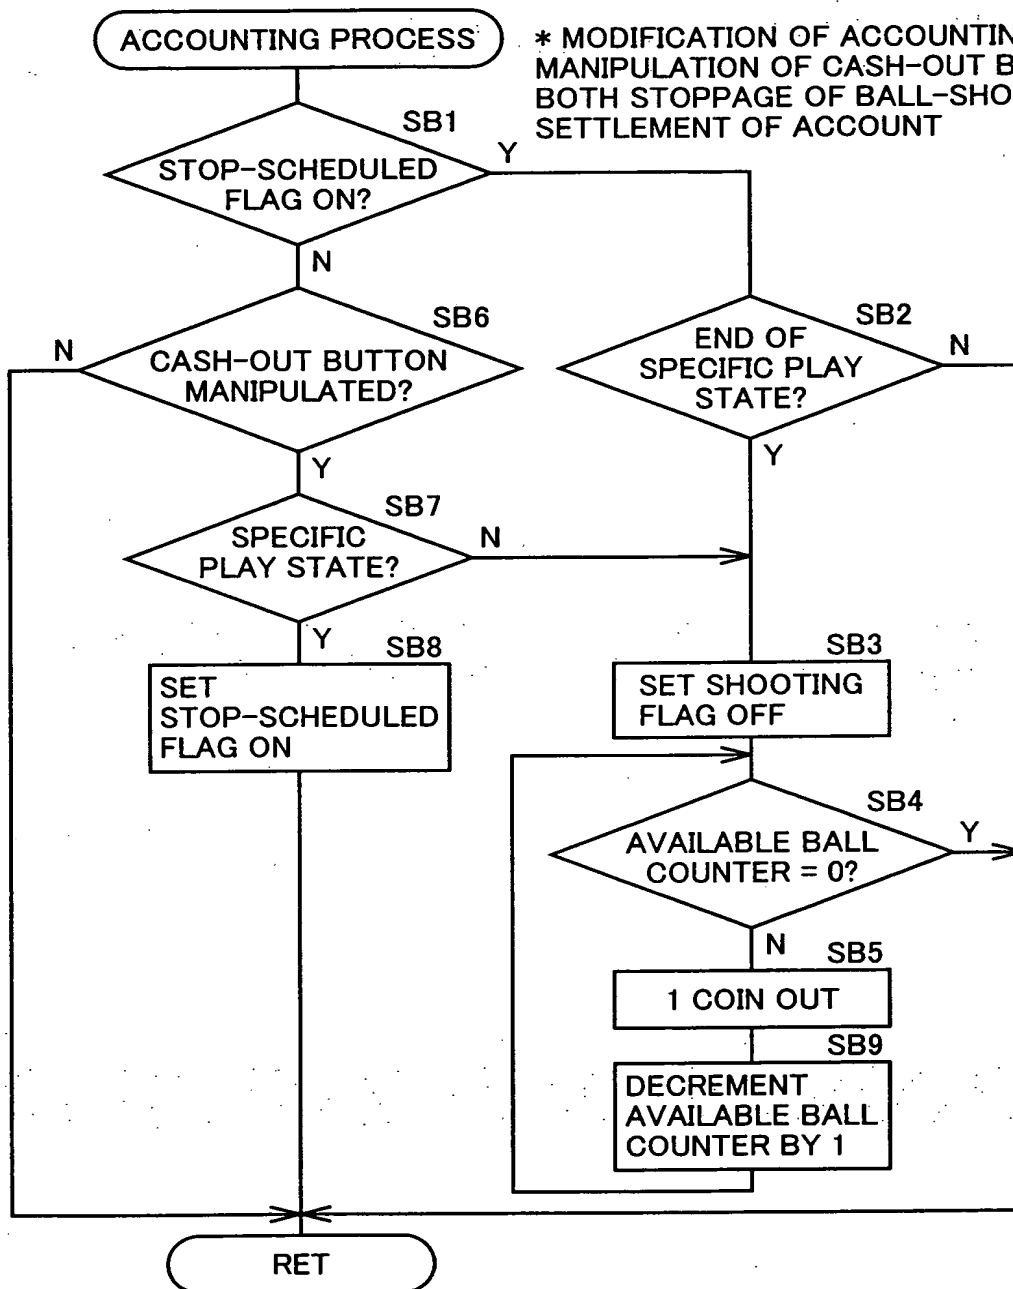 ACCOUNTING PROCESS
* MODIFICATION OF ACCOUNTIN
MANIPULATION OF CASH-OUT B
BOTH STOPPAGE OF BALL-SHO
SETTLEMENT OF ACCOUNT
SB1
STOP-SCHEDULED
FLAG ON?
Y
N
SB6
CASH-OUT BUTTON
MANIPULATED?
N
Y
SB2
END OF
SPECIFIC PLAY
STATE?
N
Y
SB7
SPECIFIC
PLAY STATE?
N
Y
SB8
SET
STOP-SCHEDULED
FLAG ON
SB3
SET SHOOTING
FLAG OFF
SB4
AVAILABLE BALL
COUNTER = 0?
Y
N
SB5
1 COIN OUT
SB9
DECREMENT
AVAILABLE BALL
COUNTER BY 1
RET